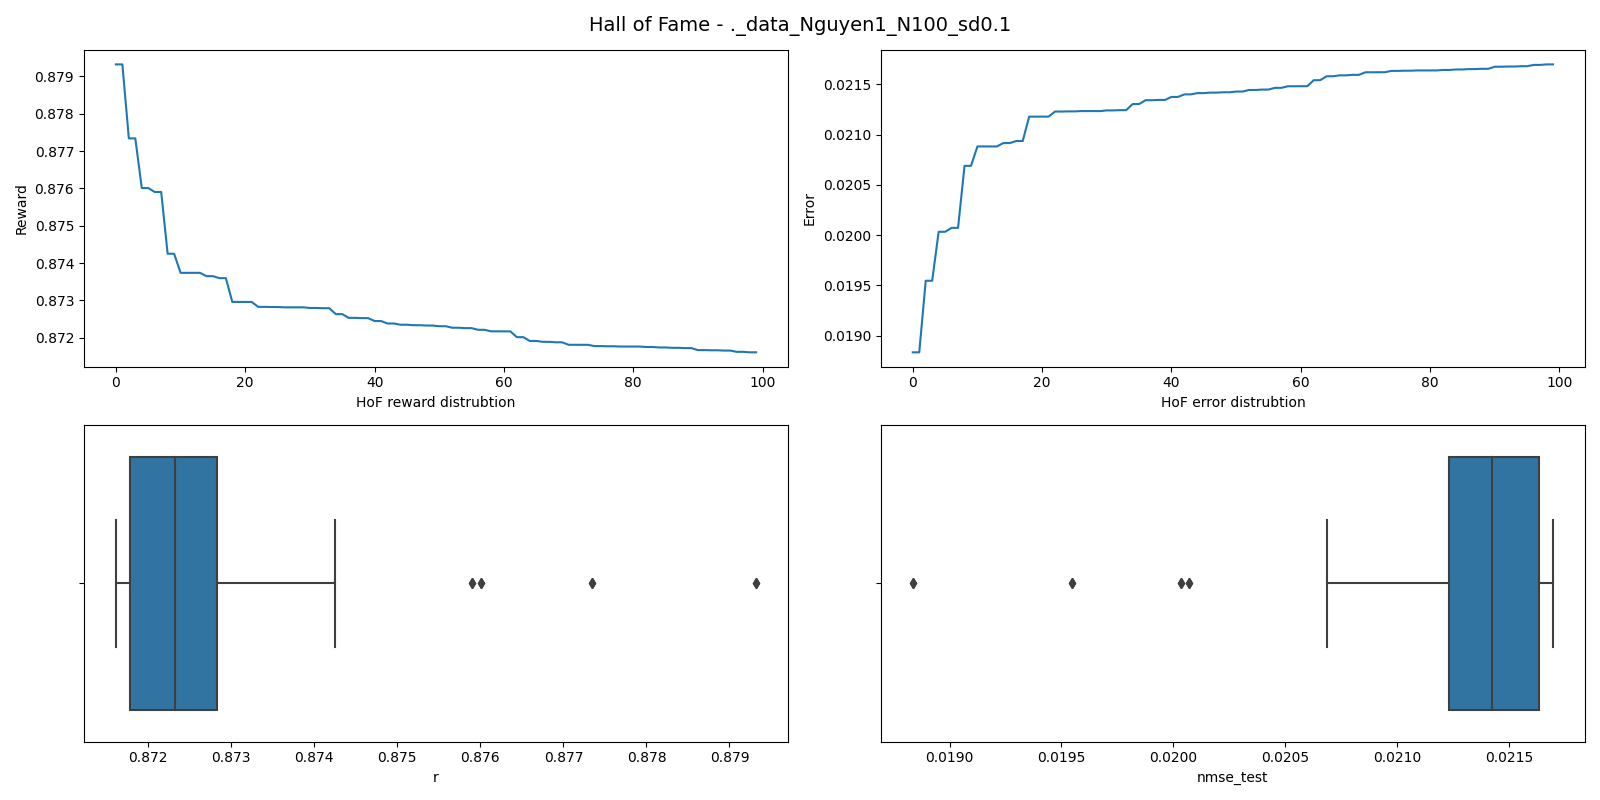 Hall of Fame - ._data_Nguyen1_N100_sd0.1
0.879
0.878
0.877
0.876
0.875
0.874
0.873
0.872
Reward
0 20 40 60 80 100
HoF reward distrubtion
0.0215
0.0210
0.0205
0.0200
0.0195
0.0190
Error
0 20 40 60 80 100
HoF error distrubtion
0.872 0.873 0.874 0.875 0.876 0.877 0.878 0.879
r
0.0190 0.0195 0.0200 0.0205 0.0210 0.0215
nmse_test